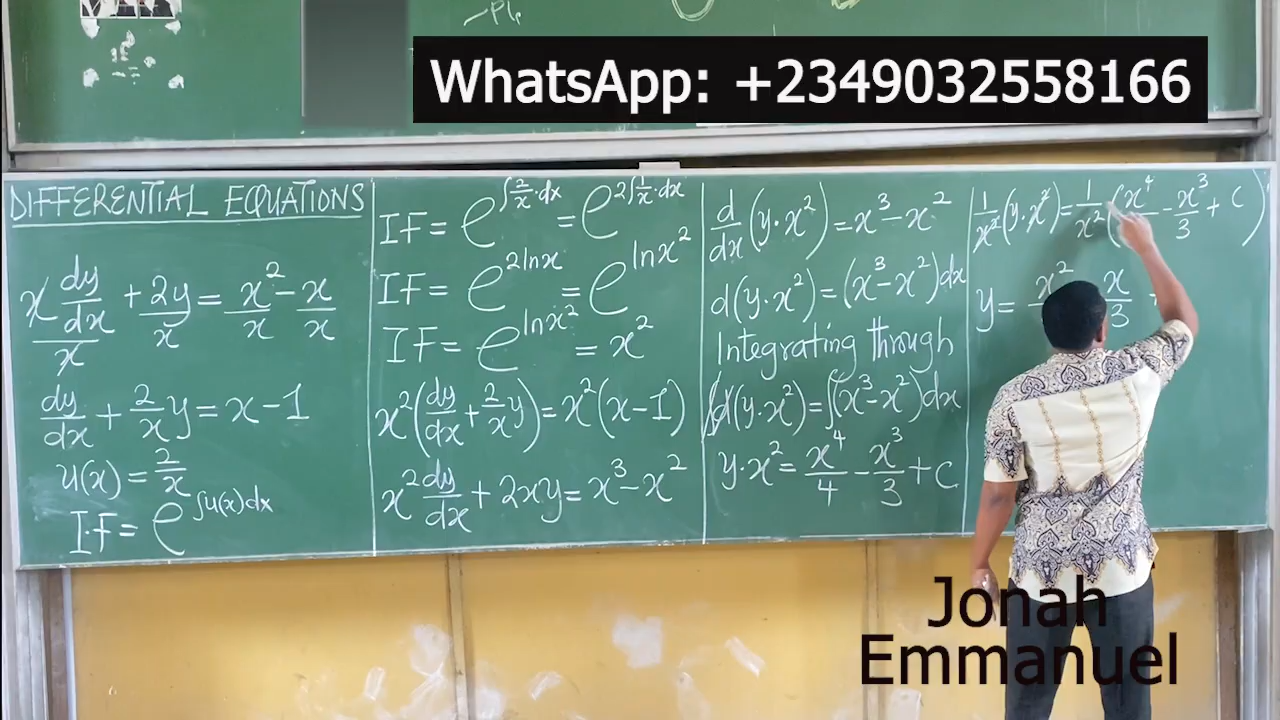 WhatsApp: +2349032558166
DIFFERENTIAL EQUATIONS
x dy/dx / x + 2y/x = x²/x - x/x
dy/dx + 2/x y = x - 1
u(x) = 2/x
I.F = e^∫u(x)dx
IF = e^∫2/x·dx = e^2∫1/x·dx
IF = e^2lnx = e^lnx²
IF = e^lnx² = x²
x²(dy/dx + 2/x y) = x²(x - 1)
x² dy/dx + 2xy = x³ - x²
d/dx (y·x²) = x³ - x²
d(y·x²) = (x³ - x²)dx
Integrating through
∫d(y·x²) = ∫(x³ - x²)dx
y·x² = x⁴/4 - x³/3 + C
1/x² (y·x²) = 1/x² (x⁴ - x³/3 + C)
y = x² x/3
Jonah
Emmanuel